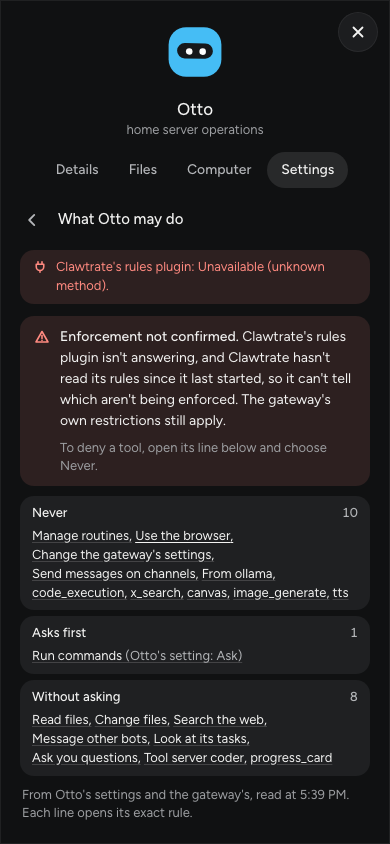 Otto
home server operations
Details Files Computer Settings
What Otto may do
Clawtrate's rules plugin: Unavailable (unknown
method).
Enforcement not confirmed. Clawtrate's rules
plugin isn't answering, and Clawtrate hasn't
read its rules since it last started, so it can't tell
which aren't being enforced. The gateway's
own restrictions still apply.
To deny a tool, open its line below and choose
Never.
Never 10
Manage routines, Use the browser,
Change the gateway's settings,
Send messages on channels, From ollama,
code_execution, x_search, canvas, image_generate, tts
Asks first 1
Run commands (Otto's setting: Ask)
Without asking 8
Read files, Change files, Search the web,
Message other bots, Look at its tasks,
Ask you questions, Tool server coder, progress_card
From Otto's settings and the gateway's, read at 5:39 PM.
Each line opens its exact rule.